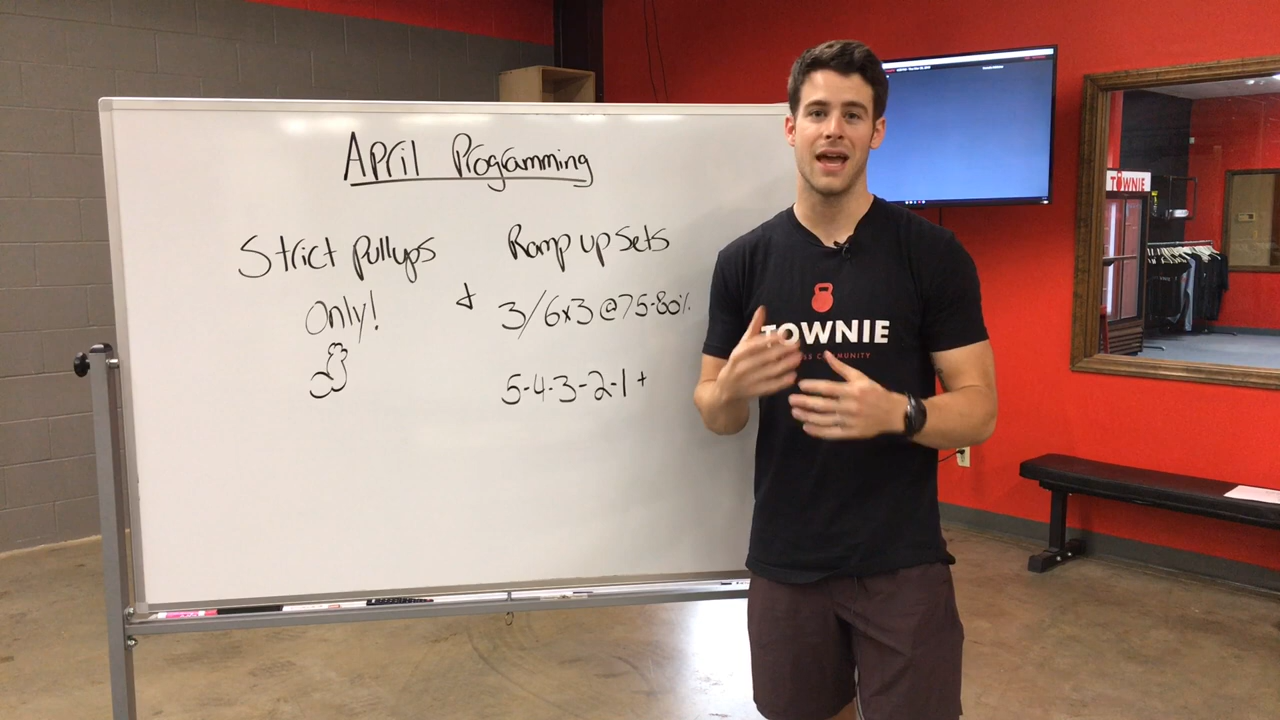 April Programming
Strict Pullups
Only!
Ramp up Sets
+ 3/6x3 @ 75-80%
5-4-3-2-1 +
TOWNIE
COMMUNITY
TOWNIE